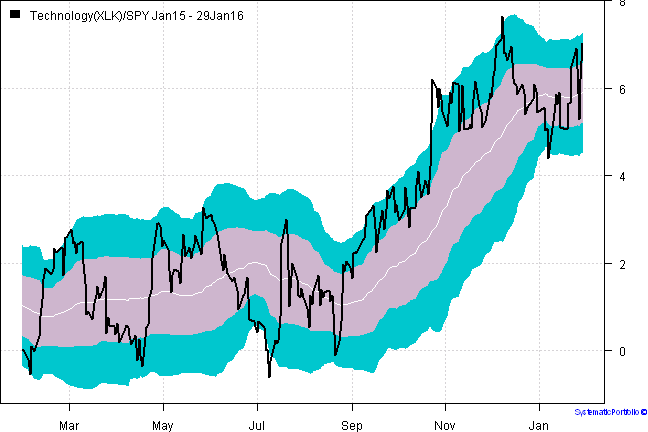 Technology(XLK)/SPY Jan15 - 29Jan16
8
6
4
2
0
Mar May Jul Sep Nov Jan
SystematicPortfolio ©